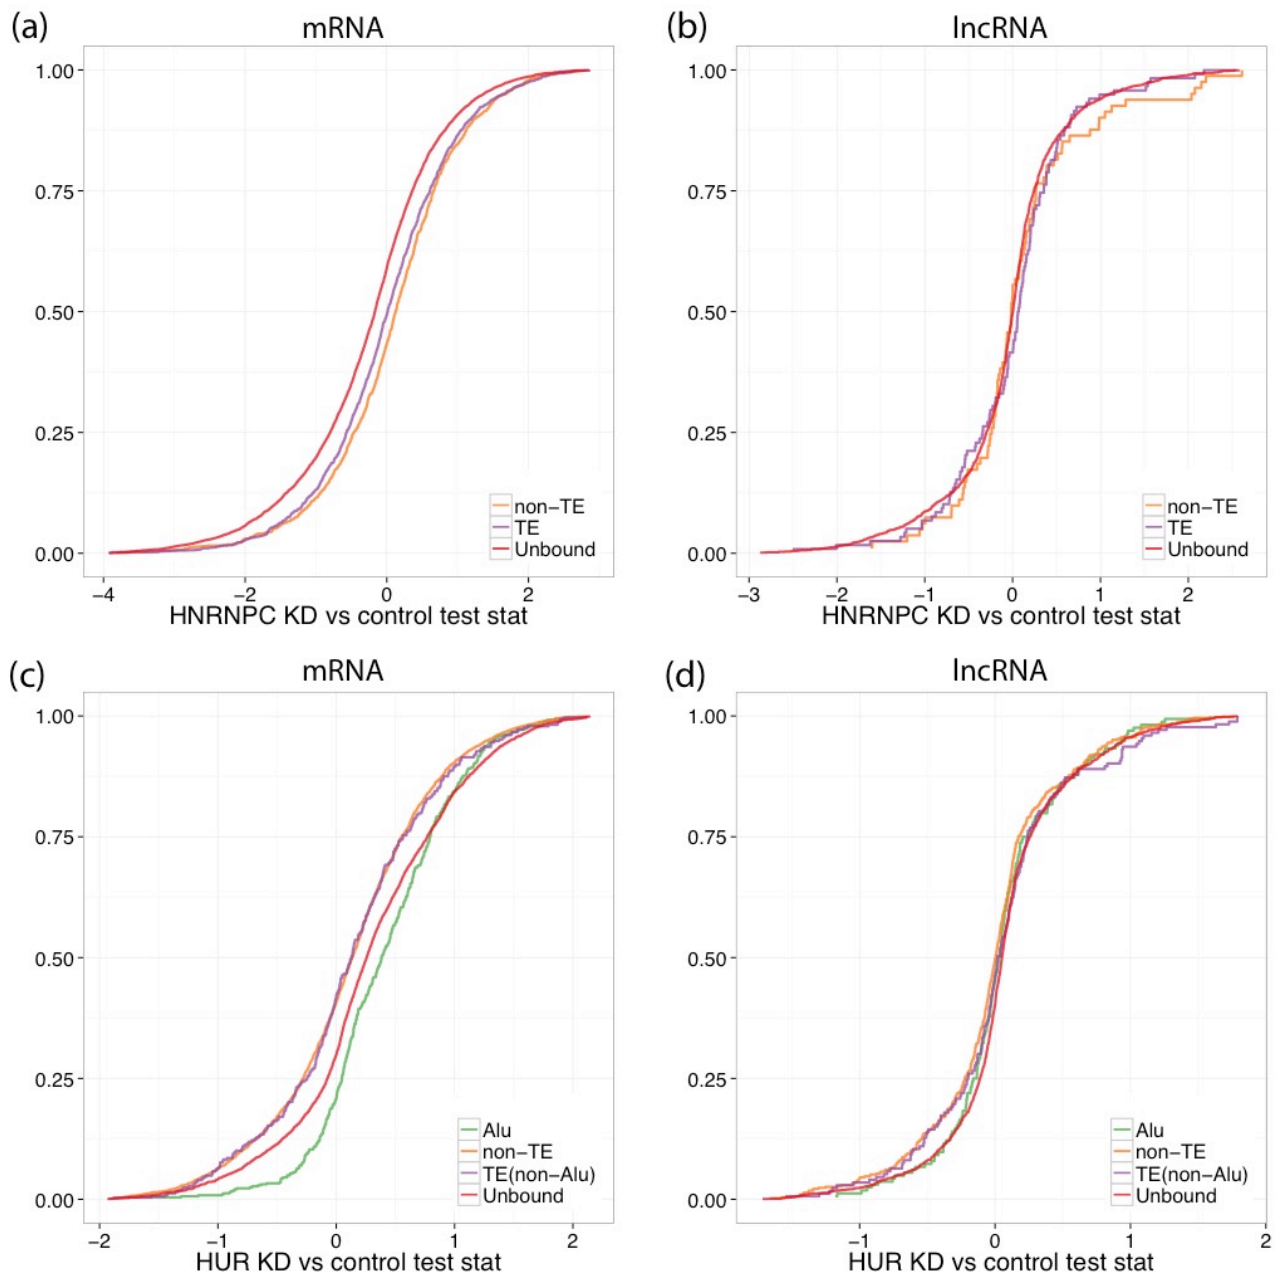 (a)
mRNA
1.00
0.75
0.50
0.25
0.00
non−TE
TE
Unbound
−4
−2
0
2
HNRNPC KD vs control test stat
(b)
lncRNA
1.00
0.75
0.50
0.25
0.00
non−TE
TE
Unbound
−3
−2
−1
0
1
2
HNRNPC KD vs control test stat
(c)
mRNA
1.00
0.75
0.50
0.25
0.00
Alu
non−TE
TE(non−Alu)
Unbound
−2
−1
0
1
2
HUR KD vs control test stat
(d)
lncRNA
1.00
0.75
0.50
0.25
0.00
Alu
non−TE
TE(non−Alu)
Unbound
−1
0
1
2
HUR KD vs control test stat